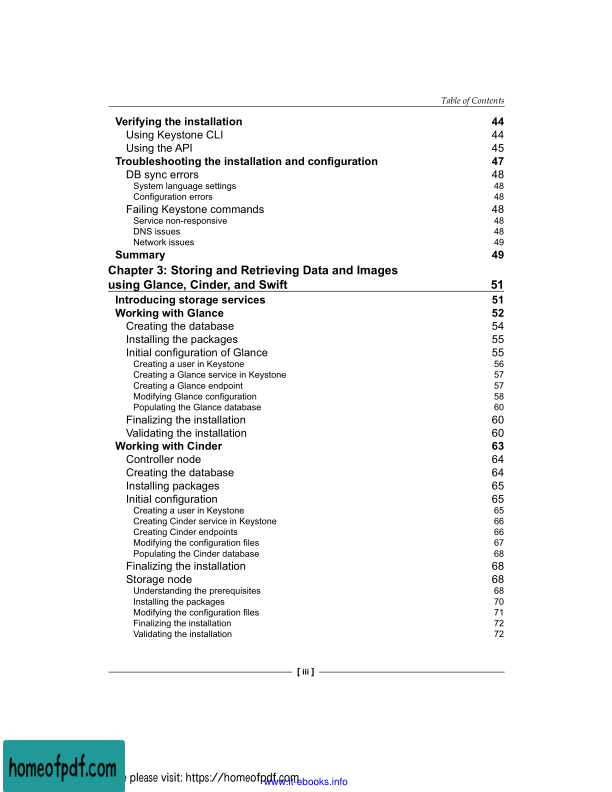 Table of Contents
Verifying the installation 44
Using Keystone CLI 44
Using the API 45
Troubleshooting the installation and configuration 47
DB sync errors 48
System language settings 48
Configuration errors 48
Failing Keystone commands 48
Service non-responsive 48
DNS issues 48
Network issues 49
Summary 49
Chapter 3: Storing and Retrieving Data and Images
using Glance, Cinder, and Swift 51
Introducing storage services 51
Working with Glance 52
Creating the database 54
Installing the packages 55
Initial configuration of Glance 55
Creating a user in Keystone 56
Creating a Glance service in Keystone 57
Creating a Glance endpoint 57
Modifying Glance configuration 58
Populating the Glance database 60
Finalizing the installation 60
Validating the installation 60
Working with Cinder 63
Controller node 64
Creating the database 64
Installing packages 65
Initial configuration 65
Creating a user in Keystone 65
Creating Cinder service in Keystone 66
Creating Cinder endpoints 66
Modifying the configuration files 67
Populating the Cinder database 68
Finalizing the installation 68
Storage node 68
Understanding the prerequisites 68
Installing the packages 70
Modifying the configuration files 71
Finalizing the installation 72
Validating the installation 72
[ iii ]
homeofpdf.com
please visit: https://homeofpdf.com
www.it-ebooks.info